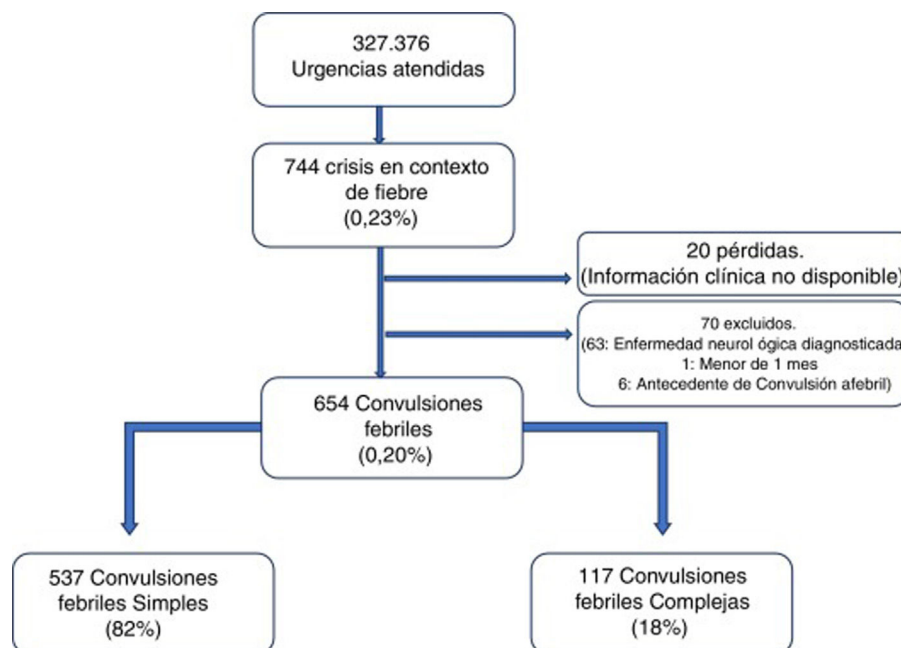 327.376
Urgencias atendidas
744 crisis en contexto
de fiebre
(0,23%)
20 pérdidas.
(Información clínica no disponible)
70 excluidos.
(63: Enfermedad neurol ógica diagnosticada
1: Menor de 1 mes
6: Antecedente de Convulsión afebril)
654 Convulsiones
febriles
(0,20%)
537 Convulsiones
febriles Simples
(82%)
117 Convulsiones
febriles Complejas
(18%)